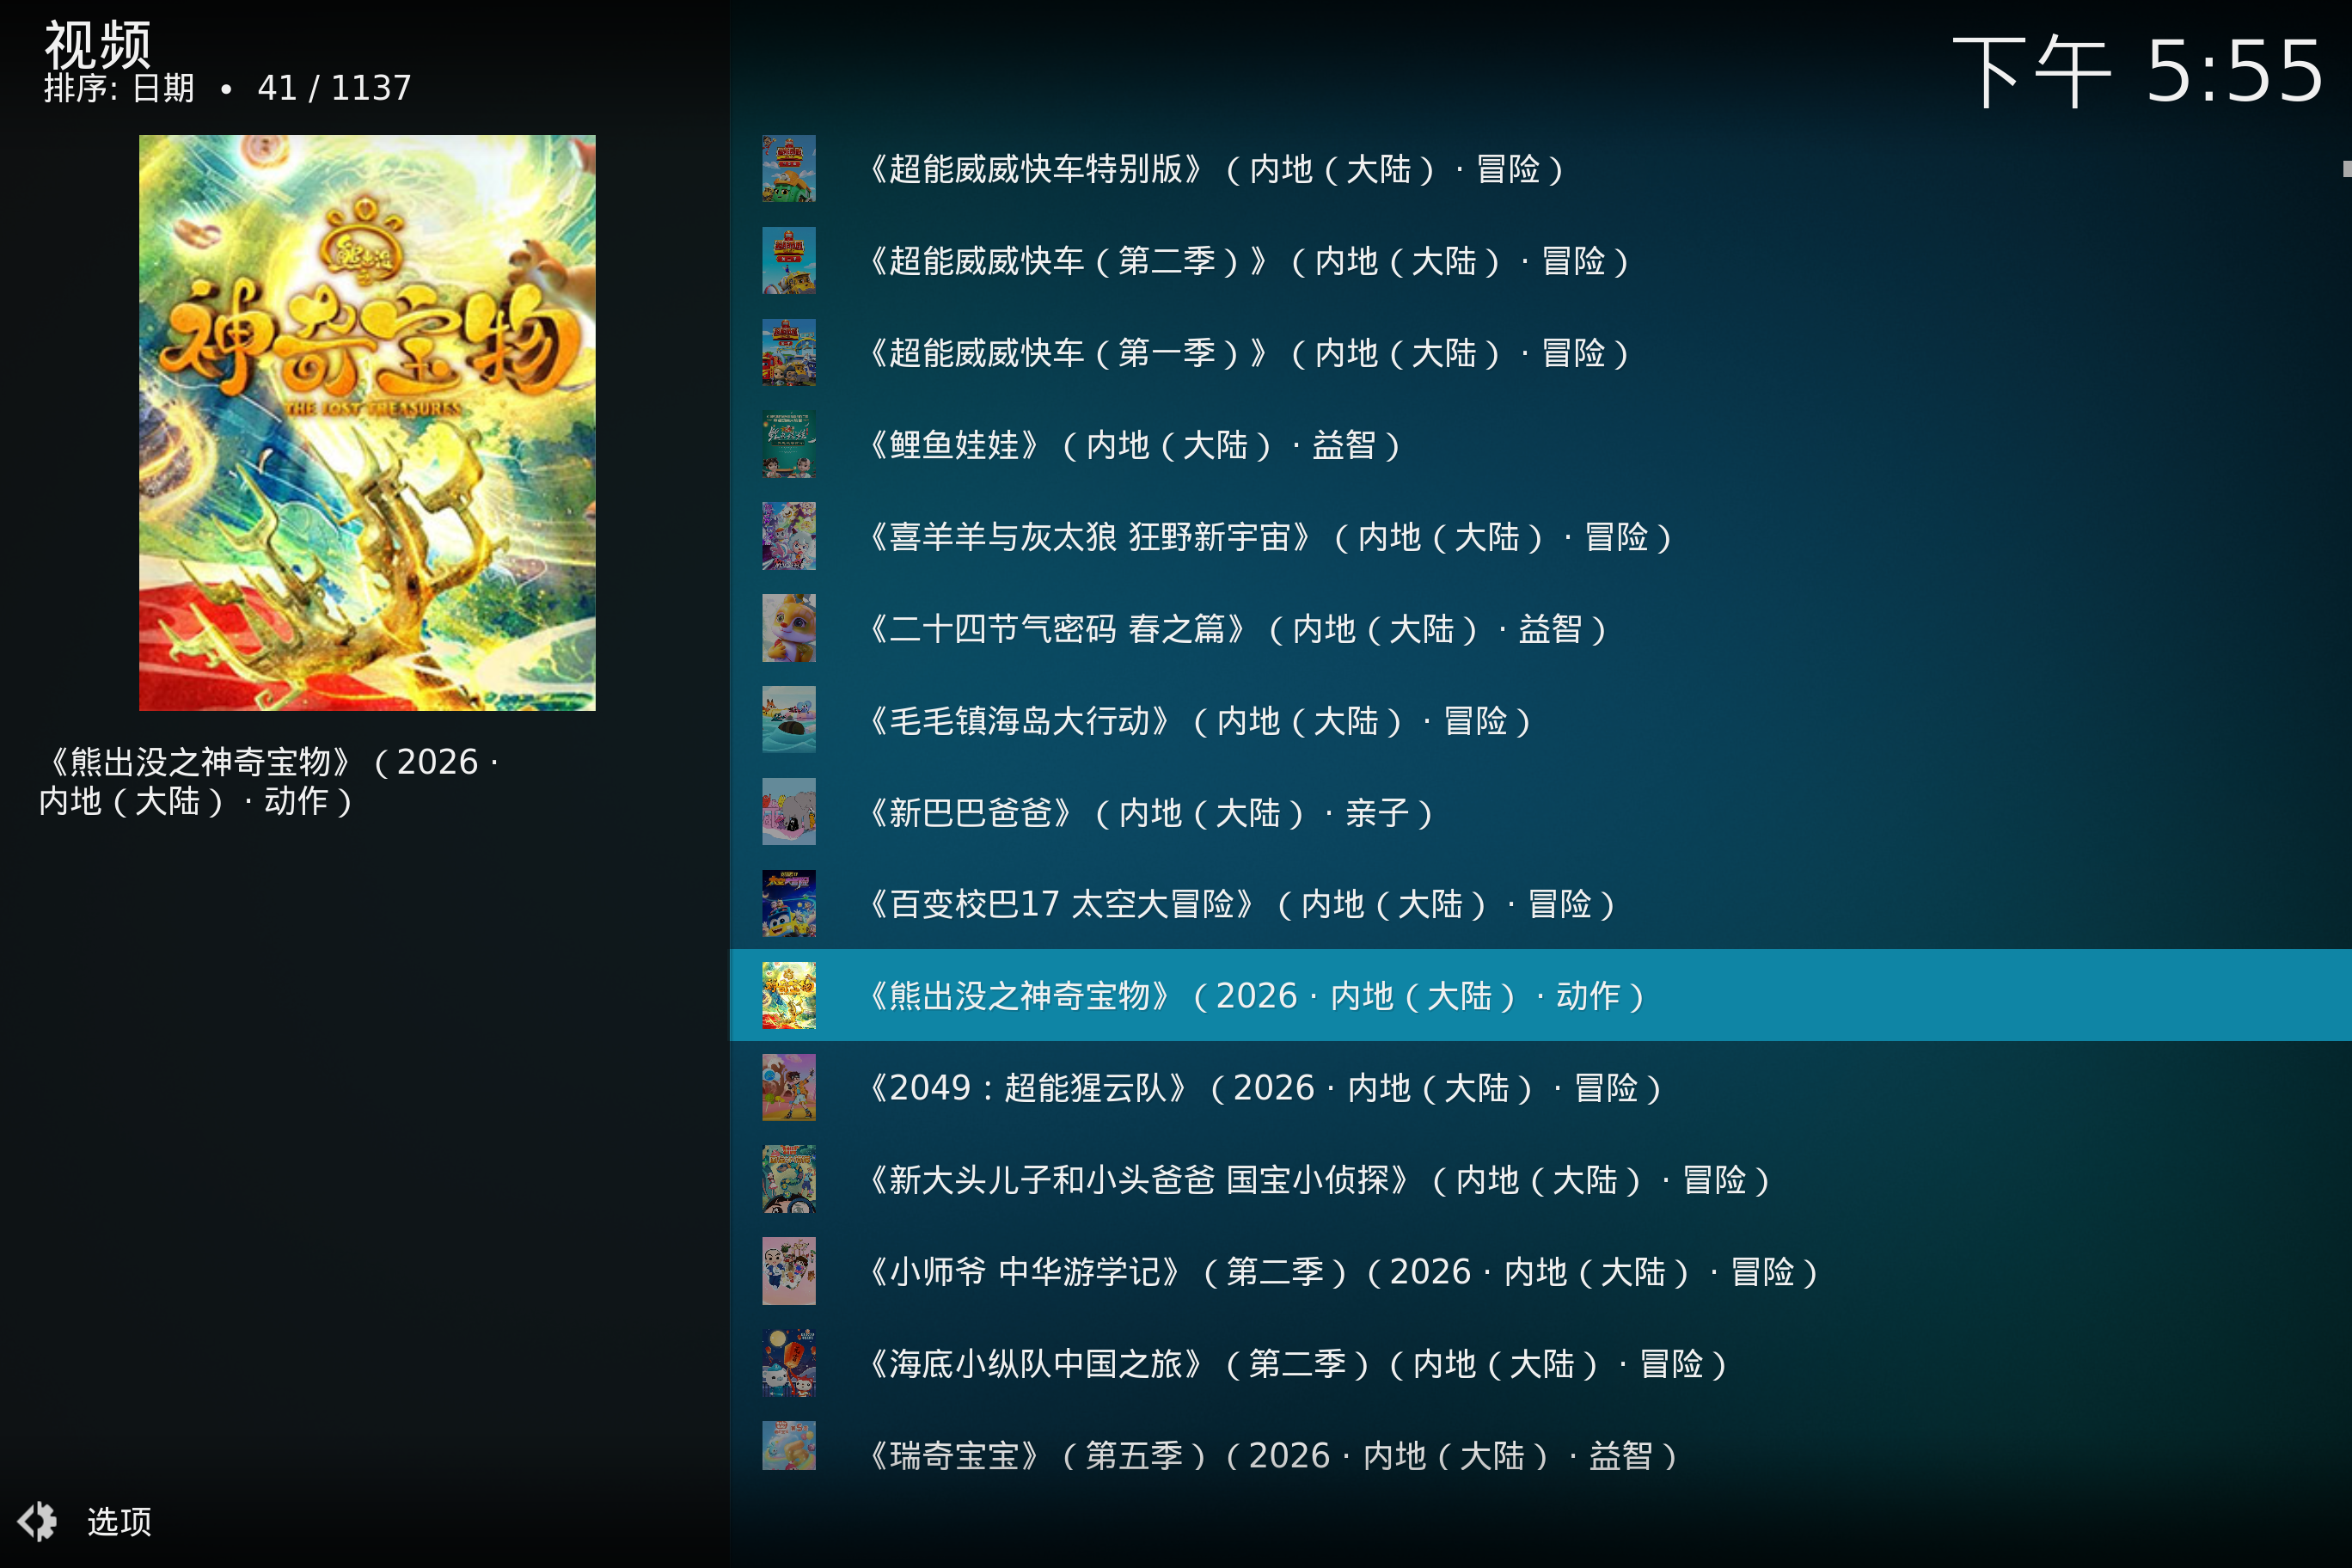 视频
排序: 日期 • 41 / 1137
下午 5:55
熊出没
神奇宝物
THE LOST TREASURES
《熊出没之神奇宝物》（2026 ·
内地（大陆）· 动作）
《超能威威快车特别版》（内地（大陆）· 冒险）
《超能威威快车（第二季）》（内地（大陆）· 冒险）
《超能威威快车（第一季）》（内地（大陆）· 冒险）
《鲤鱼娃娃》（内地（大陆）· 益智）
《喜羊羊与灰太狼 狂野新宇宙》（内地（大陆）· 冒险）
《二十四节气密码 春之篇》（内地（大陆）· 益智）
《毛毛镇海岛大行动》（内地（大陆）· 冒险）
《新巴巴爸爸》（内地（大陆）· 亲子）
《百变校巴17 太空大冒险》（内地（大陆）· 冒险）
《熊出没之神奇宝物》（2026 · 内地（大陆）· 动作）
《2049：超能猩云队》（2026 · 内地（大陆）· 冒险）
《新大头儿子和小头爸爸 国宝小侦探》（内地（大陆）· 冒险）
《小师爷 中华游学记》（第二季）（2026 · 内地（大陆）· 冒险）
《海底小纵队中国之旅》（第二季）（内地（大陆）· 冒险）
《瑞奇宝宝》（第五季）（2026 · 内地（大陆）· 益智）
选项